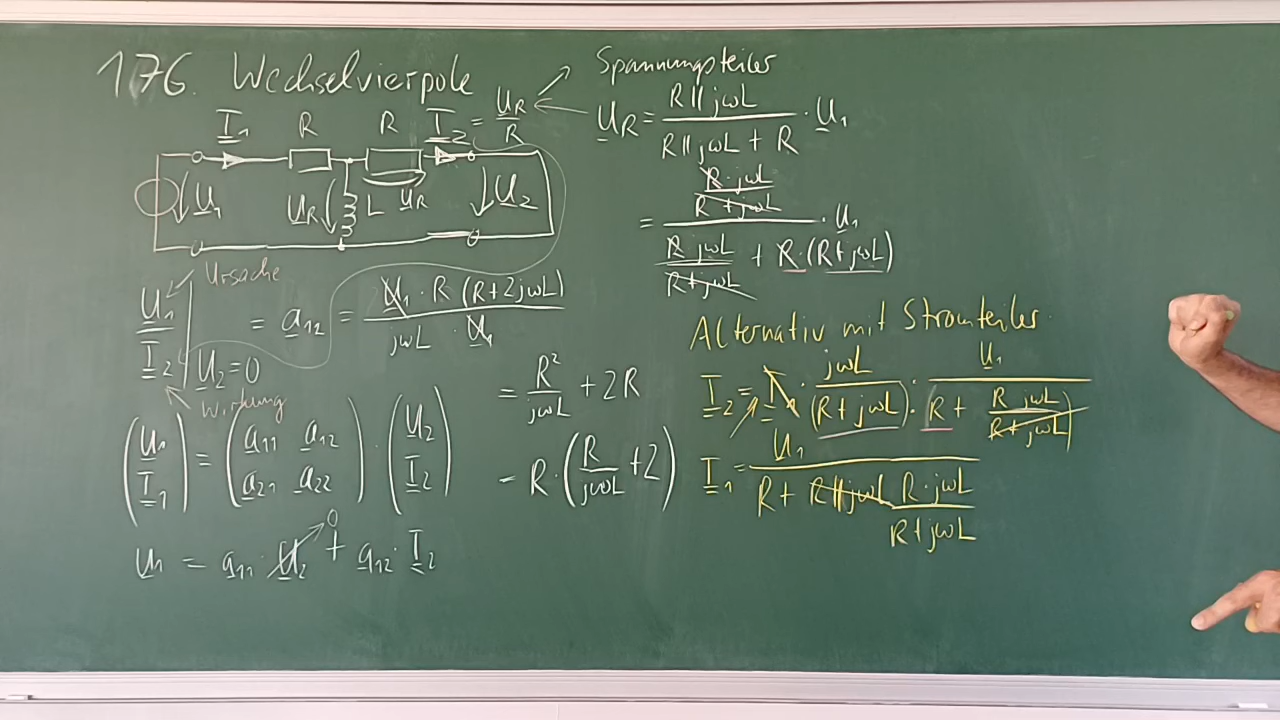 176. Wechselvierpole
I1 R R I2 = UR/R
U1 UR L UR U2
Ursache
U1/I2 | U2=0 = a12 = U1 · R (R+2jωL) / jωL · U1
Wirkung
= R²/jωL + 2R
= R · (R/jωL + 2)
(U1 I1) = (a11 a12 a21 a22) · (U2 I2)
U1 = a11 · U2 + a12 · I2
0
Spannungsteiler
UR = R||jωL / R||jωL + R · U1
= R·jωL / R+jωL / R·jωL / R+jωL + R·(R+jωL) · U1
Alternativ mit Stromteiler
I2 = I1 · jωL / (R+jωL) · U1 / R + R jωL / R+jωL
I1 = U1 / R + R||jωL R·jωL / R+jωL